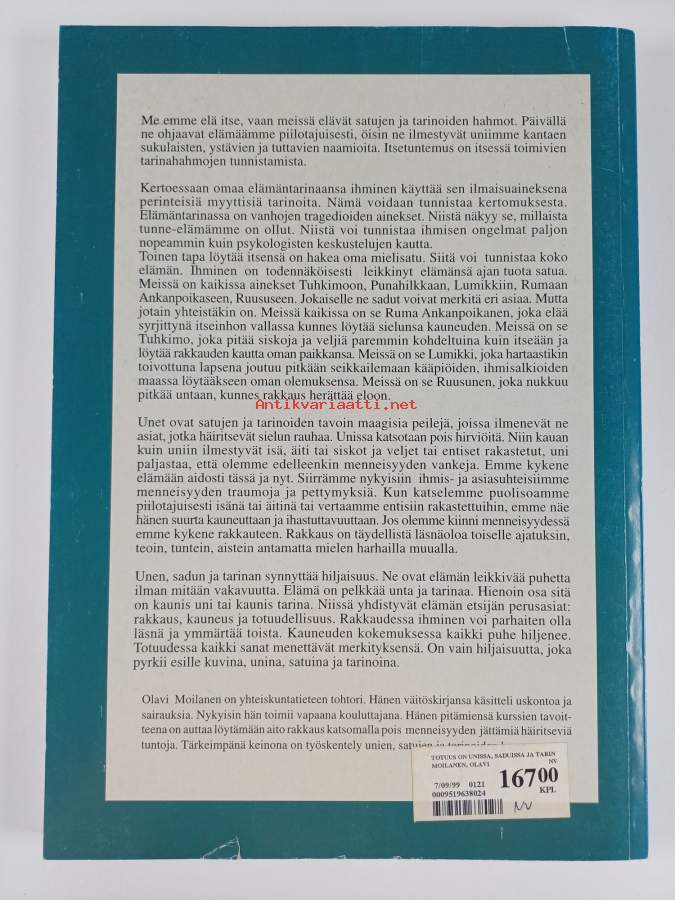 Me emme elä itse, vaan meissä elävät satujen ja tarinoiden hahmot. Päivällä
ne ohjaavat elämäämme piilotajuisesti, öisin ne ilmestyvät uniimme kantaen
sukulaisten, ystävien ja tuttavien naamioita. Itsetuntemus on itsessä toimivien
tarinahahmojen tunnistamista.
Kertoessaan omaa elämäntarinaansa ihminen käyttää sen ilmaisuaineksena
perinteisiä myyttisiä tarinoita. Nämä voidaan tunnistaa kertomuksesta.
Elämäntarinassa on vanhojen tragedioiden ainekset. Niistä näkyy se, millaista
tunne-elämämme on ollut. Niistä voi tunnistaa ihmisen ongelmat paljon
nopeammin kuin psykologisten keskustelujen kautta.
Toinen tapa löytää itsensä on hakea oma mielisatu. Siitä voi tunnistaa koko
elämän. Ihminen on todennäköisesti leikkinyt elämänsä ajan tuota satua.
Meissä on kaikissa ainekset Tuhkimoon, Punahilkkaan, Lumikkiin, Rumaan
Ankanpoikaseen, Ruususeen. Jokaiselle ne sadut voivat merkitä eri asiaa. Mutta
jotain yhteistäkin on. Meissä kaikissa on se Ruma Ankanpoikanen, joka elää
syrjittynä itseinhon vallassa kunnes löytää sielunsa kauneuden. Meissä on se
Tuhkimo, joka pitää siskoja ja veljiä paremmin kohdeltuina kuin itseään ja
löytää rakkauden kautta oman paikkansa. Meissä on se Lumikki, joka hartaastikin
toivottuna lapsena joutuu pitkään seikkailemaan kääpiöiden, ihmisalkioiden
maassa löytääkseen oman olemuksensa. Meissä on se Ruusunen, joka nukkuu
pitkää untaan, kunnes rakkaus herättää eloon.
Antikvariaatti.net
Unet ovat satujen ja tarinoiden tavoin maagisia peilejä, joissa ilmenevät ne
asiat, jotka häiritsevät sielun rauhaa. Unissa katsotaan pois hirviöitä. Niin kauan
kuin uniin ilmestyvät isä, äiti tai siskot ja veljet tai entiset rakastetut, uni
paljastaa, että olemme edelleenkin menneisyyden vankeja. Emme kykene
elämään aidosti tässä ja nyt. Siirrämme nykyisiin ihmis- ja asiasuhteisiimme
menneisyyden traumoja ja pettymyksiä. Kun katselemme puolisoamme
piilotajuisesti isänä tai äitinä tai vertaamme entisiin rakastettuihin, emme näe
hänen suurta kauneuttaan ja ihastuttavuuttaan. Jos olemme kiinni menneisyydessä
emme kykene rakkauteen. Rakkaus on täydellistä läsnäoloa toiselle ajatuksin,
teoin, tuntein, aistein antamatta mielen harhailla muualla.
Unen, sadun ja tarinan synnyttää hiljaisuus. Ne ovat elämän leikkivää puhetta
ilman mitään vakavuutta. Elämä on pelkkää unta ja tarinaa. Hienoin osa sitä
on kaunis uni tai kaunis tarina. Niissä yhdistyvät elämän etsijän perusasiat:
rakkaus, kauneus ja totuudellisuus. Rakkaudessa ihminen voi parhaiten olla
läsnä ja ymmärtää toista. Kauneuden kokemuksessa kaikki puhe hiljenee.
Totuudessa kaikki sanat menettävät merkityksensä. On vain hiljaisuutta, joka
pyrkii esille kuvina, unina, satuina ja tarinoina.
Olavi Moilanen on yhteiskuntatieteen tohtori. Hänen väitöskirjansa käsitteli uskontoa ja
sairauksia. Nykyisin hän toimii vapaana kouluttajana. Hänen pitämiensä kurssien tavoit-
teena on auttaa löytämään aito rakkaus katsomalla pois menneisyyden jättämiä häiritseviä
tuntoja. Tärkeimpänä keinona on työskentely unien, satujen ja tarinoiden
TOTUUS ON UNISSA, SADUISSA JA TARIN
MOILANEN, OLAVI NV
7/09/99 0121 16700
0009519638024 KPL
NV